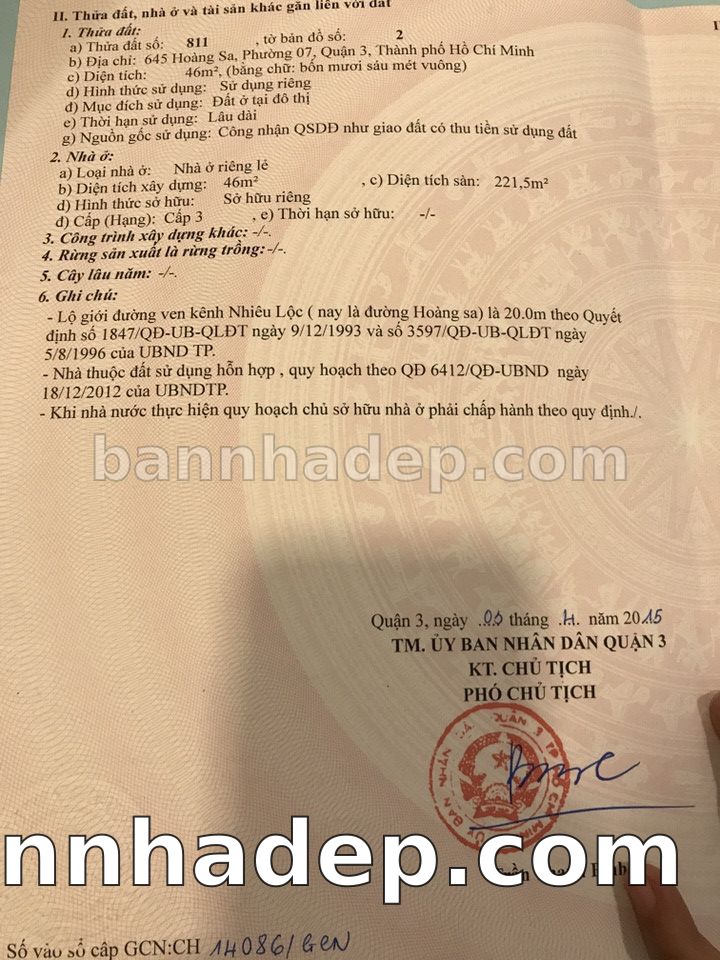 II. Thửa đất, nhà ở và tài sản khác gắn liền với đất
1. Thửa đất:
a) Thửa đất số: 811 , tờ bản đồ số: 2
b) Địa chỉ: 645 Hoàng Sa, Phường 07, Quận 3, Thành phố Hồ Chí Minh
c) Diện tích: 46m², (bằng chữ: bốn mươi sáu mét vuông)
d) Hình thức sử dụng: Sử dụng riêng
đ) Mục đích sử dụng: Đất ở tại đô thị
e) Thời hạn sử dụng: Lâu dài
g) Nguồn gốc sử dụng: Công nhận QSDĐ như giao đất có thu tiền sử dụng đất
2. Nhà ở:
a) Loại nhà ở: Nhà ở riêng lẻ
b) Diện tích xây dựng: 46m² , c) Diện tích sàn: 221,5m²
d) Hình thức sở hữu: Sở hữu riêng
đ) Cấp (Hạng): Cấp 3 , e) Thời hạn sở hữu: -/-
3. Công trình xây dựng khác: -/-.
4. Rừng sản xuất là rừng trồng: -/-.
5. Cây lâu năm: -/-.
6. Ghi chú:
- Lộ giới đường ven kênh Nhiêu Lộc ( nay là đường Hoàng sa) là 20.0m theo Quyết
định số 1847/QĐ-UB-QLĐT ngày 9/12/1993 và số 3597/QĐ-UB-QLĐT ngày
5/8/1996 của UBND TP.
- Nhà thuộc đất sử dụng hỗn hợp , quy hoạch theo QĐ 6412/QĐ-UBND ngày
18/12/2012 của UBNDTP.
- Khi nhà nước thực hiện quy hoạch chủ sở hữu nhà ở phải chấp hành theo quy định./.
bannhadep.com
Quận 3, ngày tháng năm 2015
TM. ỦY BAN NHÂN DÂN QUẬN 3
KT. CHỦ TỊCH
PHÓ CHỦ TỊCH
nnhadep.com
Số vào sổ cấp GCN:CH 14086/GCN